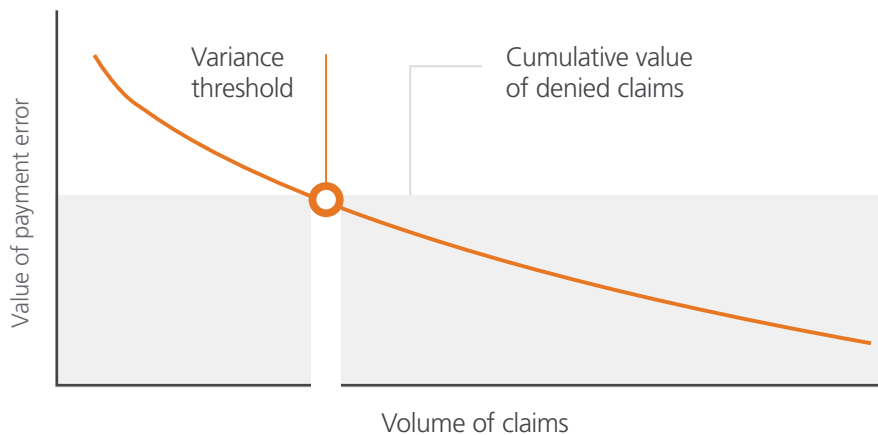 Variance
threshold
Cumulative value
of denied claims
Value of payment error
Volume of claims